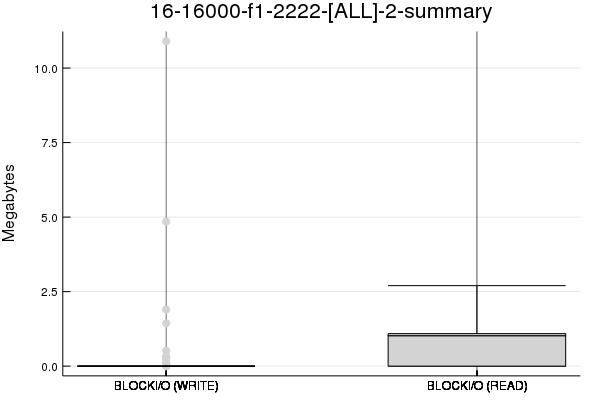 16-16000-f1-2222-[ALL]-2-summary
Megabytes
10.0
7.5
5.0
2.5
0.0
BLOCKI/O (WRITE)
BLOCKI/O (READ)